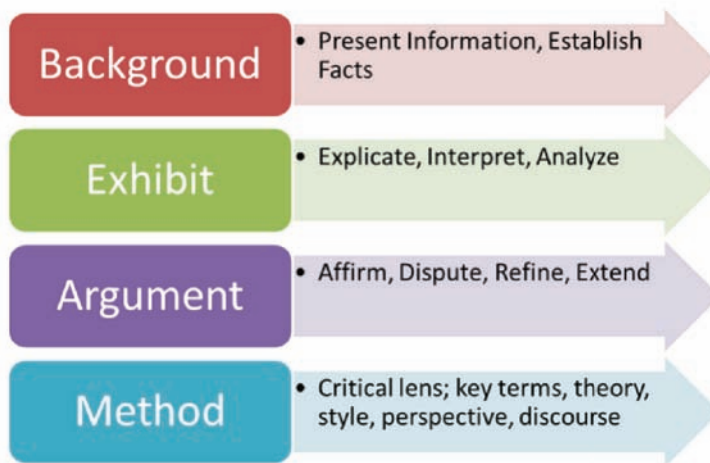 Background
• Present Information, Establish
Facts
Exhibit
• Explicate, Interpret, Analyze
Argument
• Affirm, Dispute, Refine, Extend
Method
• Critical lens; key terms, theory,
style, perspective, discourse